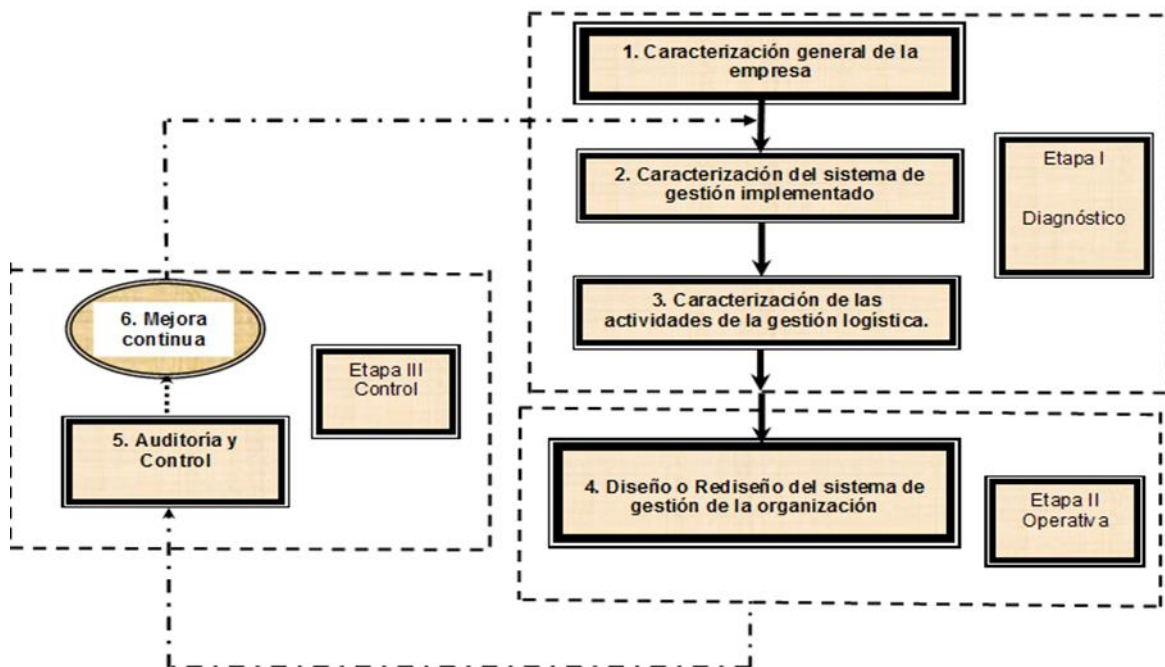 1. Caracterización general de la
empresa
2. Caracterización del sistema de
gestión implementado
Etapa I
Diagnóstico
3. Caracterización de las
actividades de la gestión logística.
6. Mejora
continua
Etapa III
Control
5. Auditoría y
Control
4. Diseño o Rediseño del sistema de
gestión de la organización
Etapa II
Operativa